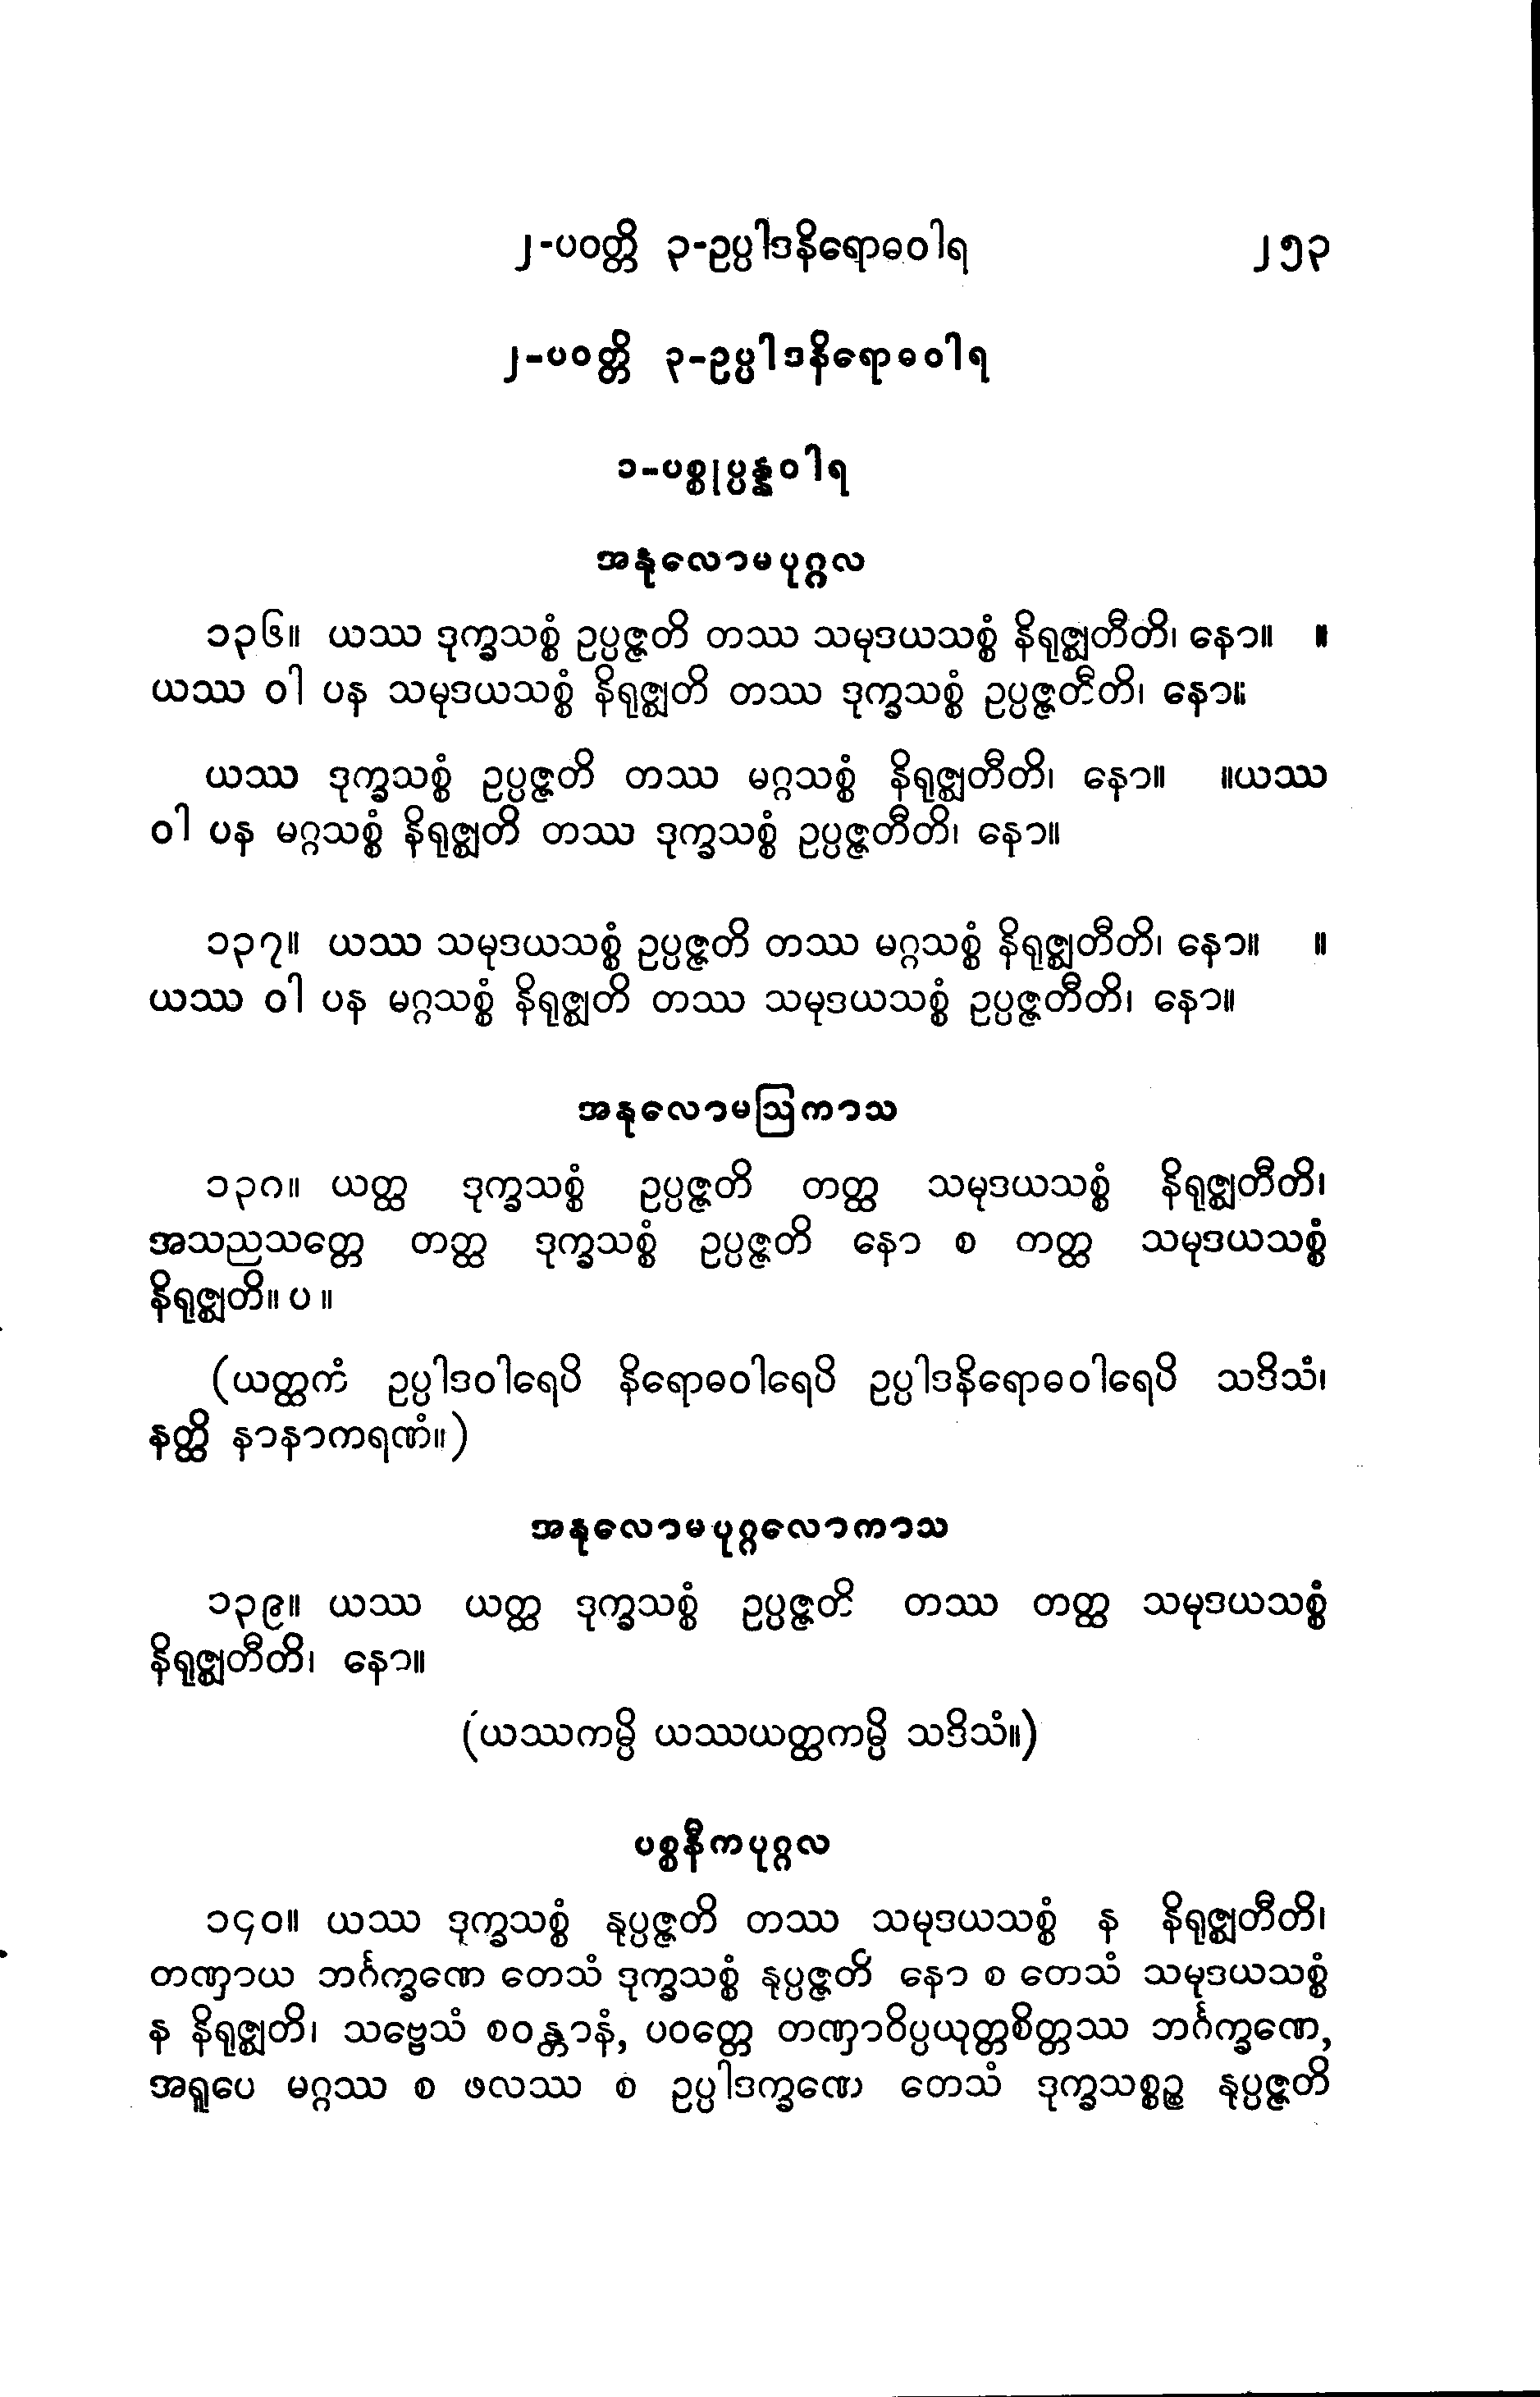 ၂-ပဝတ္တိ ၃-ဥပ္ပါဒနိရောဓဝါရ ၂၅၃
၂-ပဝတ္တိ ၃-ဥပ္ပါဒနိရောဓဝါရ
၁-ပစ္စုပ္ပန္နဝါရ
အနုလောမပုဂ္ဂလ
၁၃၆။ ယဿ ဒုက္ခသစ္စံ ဥပ္ပဇ္ဇတိ တဿ သမုဒယသစ္စံ နိရုဇ္ဈတီတိ၊ နော။ ။
ယဿ ဝါ ပန သမုဒယသစ္စံ နိရုဇ္ဈတိ တဿ ဒုက္ခသစ္စံ ဥပ္ပဇ္ဇတီတိ၊ နော။
ယဿ ဒုက္ခသစ္စံ ဥပ္ပဇ္ဇတိ တဿ မဂ္ဂသစ္စံ နိရုဇ္ဈတီတိ၊ နော။ ။ယဿ
ဝါ ပန မဂ္ဂသစ္စံ နိရုဇ္ဈတိ တဿ ဒုက္ခသစ္စံ ဥပ္ပဇ္ဇတီတိ၊ နော။
၁၃၇။ ယဿ သမုဒယသစ္စံ ဥပ္ပဇ္ဇတိ တဿ မဂ္ဂသစ္စံ နိရုဇ္ဈတီတိ၊ နော။ ။
ယဿ ဝါ ပန မဂ္ဂသစ္စံ နိရုဇ္ဈတိ တဿ သမုဒယသစ္စံ ဥပ္ပဇ္ဇတီတိ၊ နော။
အနုလောမဩကာသ
၁၃၈။ ယတ္ထ ဒုက္ခသစ္စံ ဥပ္ပဇ္ဇတိ တတ္ထ သမုဒယသစ္စံ နိရုဇ္ဈတီတိ၊
အသညသတ္တေ တတ္ထ ဒုက္ခသစ္စံ ဥပ္ပဇ္ဇတိ နော စ တတ္ထ သမုဒယသစ္စံ
နိရုဇ္ဈတိ။ ပ ။
(ယတ္ထကံ ဥပ္ပါဒဝါရေပိ နိရောဓဝါရေပိ ဥပ္ပါဒနိရောဓဝါရေပိ သဒိသံ၊
နတ္ထိ နာနာကရဏံ။)
အနုလောမပုဂ္ဂလောကာသ
၁၃၉။ ယဿ ယတ္ထ ဒုက္ခသစ္စံ ဥပ္ပဇ္ဇတိ တဿ တတ္ထ သမုဒယသစ္စံ
နိရုဇ္ဈတီတိ၊ နော။
(ယဿကမ္ပိ ယဿယတ္ထကမ္ပိ သဒိသံ။)
ပစ္စနီကပုဂ္ဂလ
၁၄၀။ ယဿ ဒုက္ခသစ္စံ နုပ္ပဇ္ဇတိ တဿ သမုဒယသစ္စံ န နိရုဇ္ဈတီတိ၊
တဏှာယ ဘင်္ဂက္ခဏေ တေသံ ဒုက္ခသစ္စံ နုပ္ပဇ္ဇတိ နော စ တေသံ သမုဒယသစ္စံ
န နိရုဇ္ဈတိ၊ သဗ္ဗေသံ စဝန္တာနံ, ပဝတ္တေ တဏှာဝိပ္ပယုတ္တစိတ္တဿ ဘင်္ဂက္ခဏေ,
အရူပေ မဂ္ဂဿ စ ဖလဿ စ ဥပ္ပါဒက္ခဏေ တေသံ ဒုက္ခသစ္စဉ္စ နုပ္ပဇ္ဇတိ